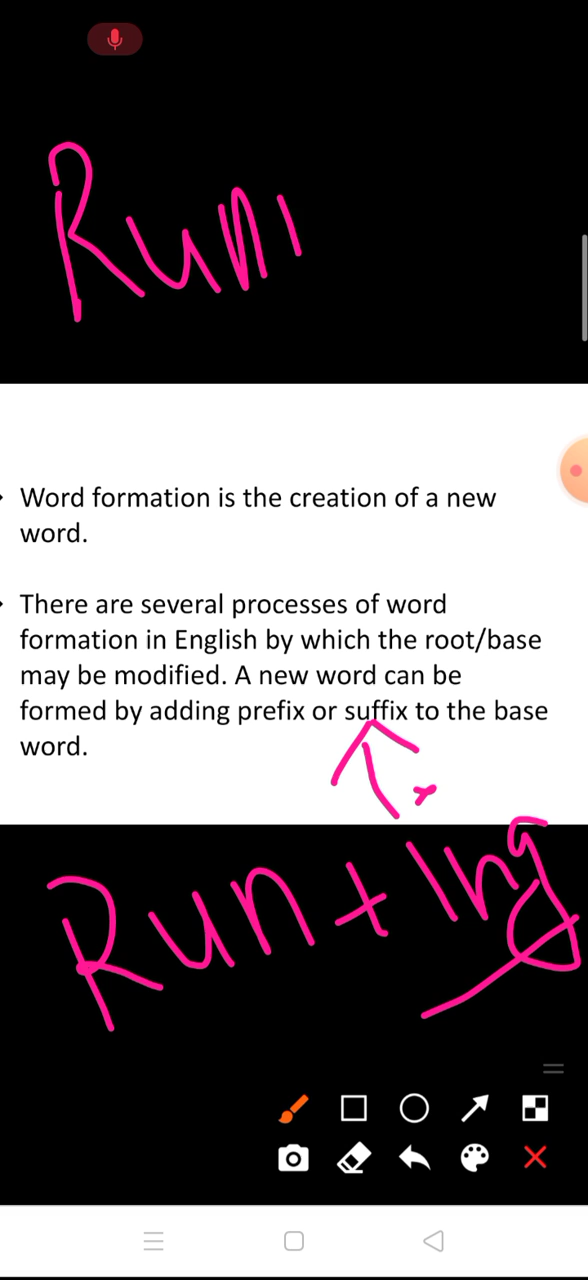 Run
Word formation is the creation of a new
word.
There are several processes of word
formation in English by which the root/base
may be modified. A new word can be
formed by adding prefix or suffix to the base
word.
Run + Ing